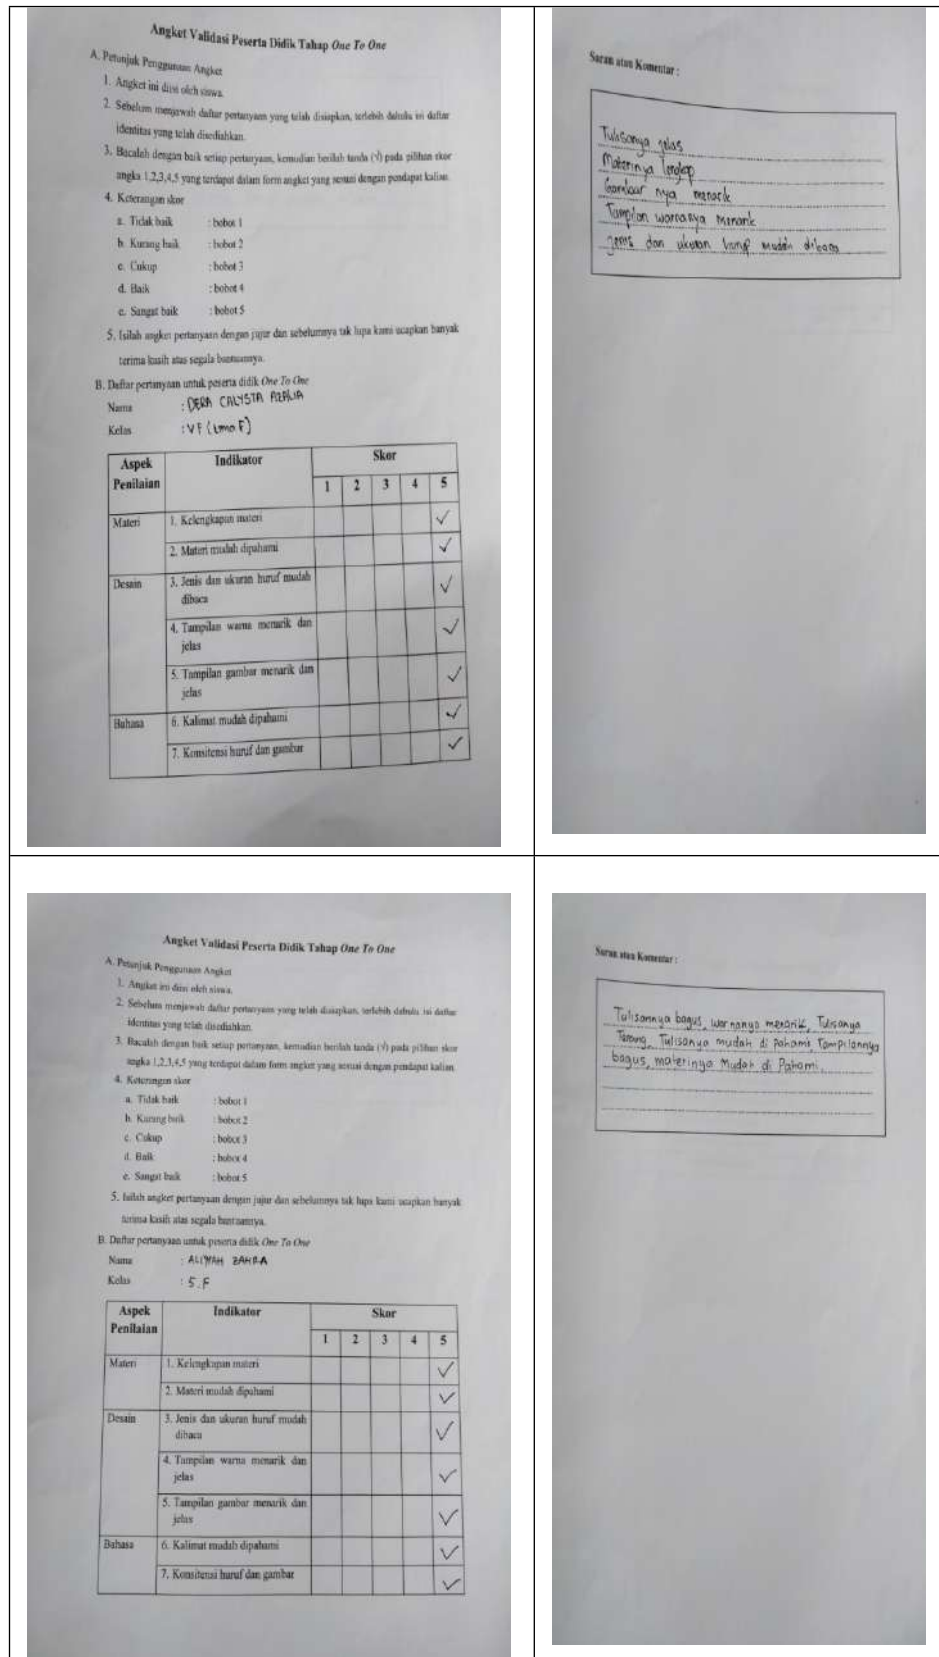 Angket Validasi Peserta Didik Tahap One To One
A. Petunjuk Penggunaan Angket
1. Angket ini diisi oleh siswa.
2. Sebelum menjawab daftar pertanyaan yang telah disiapkan, terlebih dahulu isi daftar
identitas yang telah disediahkan.
3. Bacalah dengan baik setiap pertanyaan, kemudian berilah tanda (√) pada pilihan skor
angka 1,2,3,4,5 yang terdapat dalam form angket yang sesuai dengan pendapat kalian.
4. Keterangan skor
a. Tidak baik : bobot 1
b. Kurang baik : bobot 2
c. Cukup : bobot 3
d. Baik : bobot 4
e. Sangat baik : bobot 5
5. Isilah angket pertanyaan dengan jujur dan sebelumnya tak lupa kami ucapkan banyak
terima kasih atas segala bantuannya.
B. Daftar pertanyaan untuk peserta didik One To One
Nama : DERA CALYSTA AZALIA
Kelas : VF (Lima F)
Aspek Penilaian Indikator Skor
1 2 3 4 5
Materi 1. Kelengkapan materi ✓
2. Materi mudah dipahami ✓
Desain 3. Jenis dan ukuran huruf mudah
dibaca ✓
4. Tampilan warna menarik dan
jelas ✓
5. Tampilan gambar menarik dan
jelas ✓
Bahasa 6. Kalimat mudah dipahami ✓
7. Konsitensi huruf dan gambar ✓
Saran atau Komentar :
Tulisanya jelas
Materinya lengkap
Gambar nya menarik
Tampilan warnanya menarik
jenis dan ukuran huruf mudah dibaca
Angket Validasi Peserta Didik Tahap One To One
A. Petunjuk Penggunaan Angket
1. Angket ini diisi oleh siswa.
2. Sebelum menjawab daftar pertanyaan yang telah disiapkan, terlebih dahulu isi daftar
identitas yang telah disediahkan.
3. Bacalah dengan baik setiap pertanyaan, kemudian berilah tanda (√) pada pilihan skor
angka 1,2,3,4,5 yang terdapat dalam form angket yang sesuai dengan pendapat kalian.
4. Keterangan skor
a. Tidak baik : bobot 1
b. Kurang baik : bobot 2
c. Cukup : bobot 3
d. Baik : bobot 4
e. Sangat baik : bobot 5
5. Isilah angket pertanyaan dengan jujur dan sebelumnya tak lupa kami ucapkan banyak
terima kasih atas segala bantuannya.
B. Daftar pertanyaan untuk peserta didik One To One
Nama : ALIYAH ZAHRA
Kelas : 5.F
Aspek Penilaian Indikator Skor
1 2 3 4 5
Materi 1. Kelengkapan materi ✓
2. Materi mudah dipahami ✓
Desain 3. Jenis dan ukuran huruf mudah
dibaca ✓
4. Tampilan warna menarik dan
jelas ✓
5. Tampilan gambar menarik dan
jelas ✓
Bahasa 6. Kalimat mudah dipahami ✓
7. Konsitensi huruf dan gambar ✓
Saran atau Komentar :
Tulisannya bagus, warnanya menarik, Tulisanya
Tulisanya mudah di pahami, Tampilannya
bagus, materinya Mudah di Pahami.